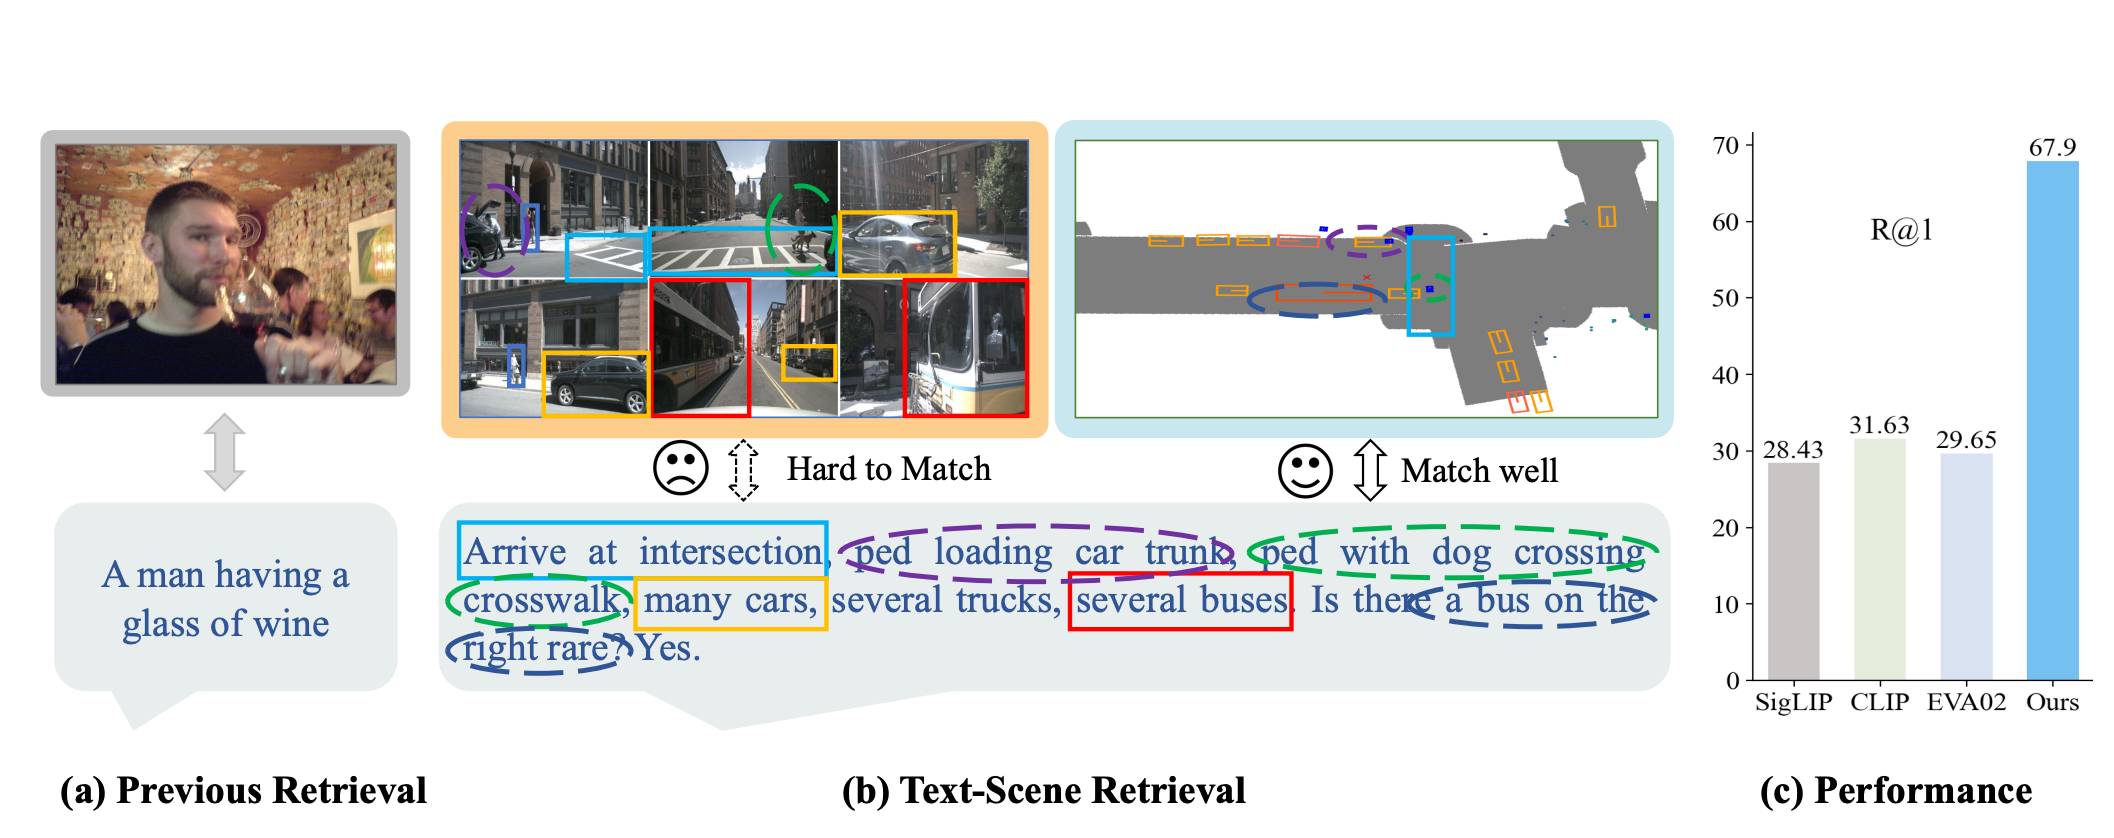 A man having a
glass of wine
(a) Previous Retrieval
Hard to Match
Match well
Arrive at intersection, ped loading car trunk, ped with dog crossing
crosswalk, many cars, several trucks, several buses. Is there a bus on the
right rare? Yes.
(b) Text-Scene Retrieval
R@1
70
60
50
40
30
20
10
0
28.43
31.63
29.65
67.9
SigLIP CLIP EVA02 Ours
(c) Performance